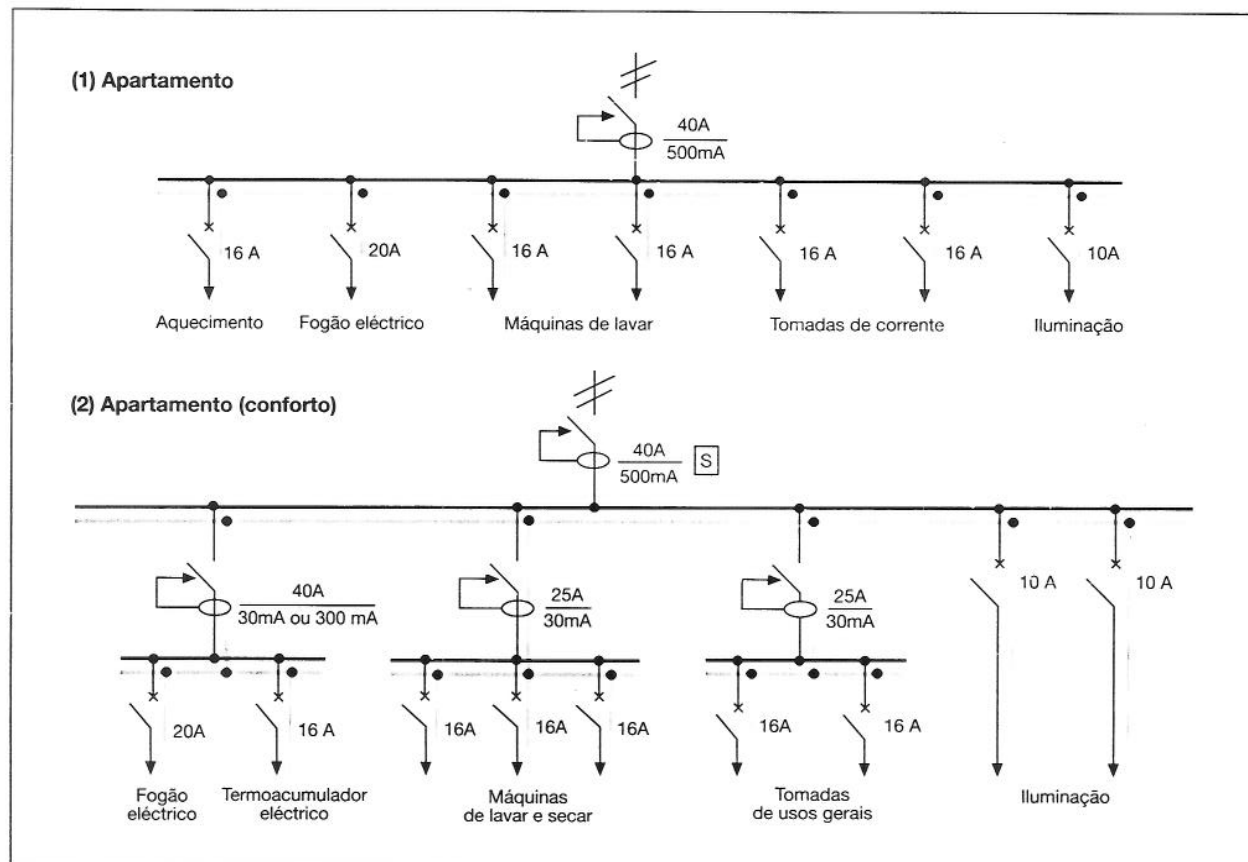 (1) Apartamento
40A
500mA
16 A
20A
16 A
16 A
16 A
16 A
10A
Aquecimento
Fogão eléctrico
Máquinas de lavar
Tomadas de corrente
Iluminação
(2) Apartamento (conforto)
40A
500mA
S
40A
30mA ou 300 mA
25A
30mA
25A
30mA
10 A
10 A
20A
16 A
16A
16A
16A
16A
16 A
Fogão
eléctrico
Termoacumulador
eléctrico
Máquinas
de lavar e secar
Tomadas
de usos gerais
Iluminação